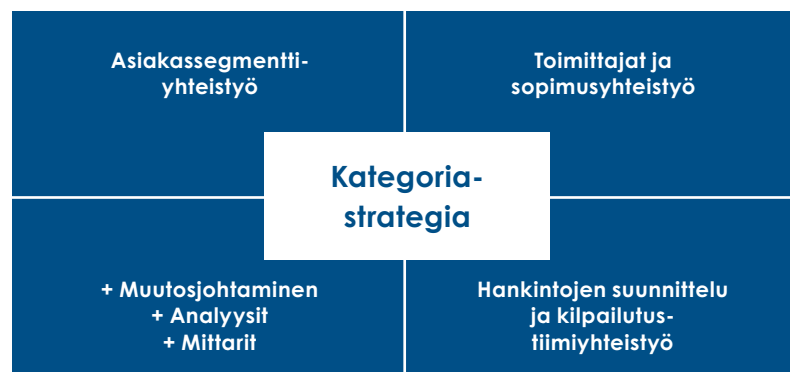 Asiakassegmentti-
yhteistyö
Toimittajat ja
sopimusyhteistyö
Kategoria-
strategia
+ Muutosjohtaminen
+ Analyysit
+ Mittarit
Hankintojen suunnittelu
ja kilpailutus-
tiimiyhteistyö